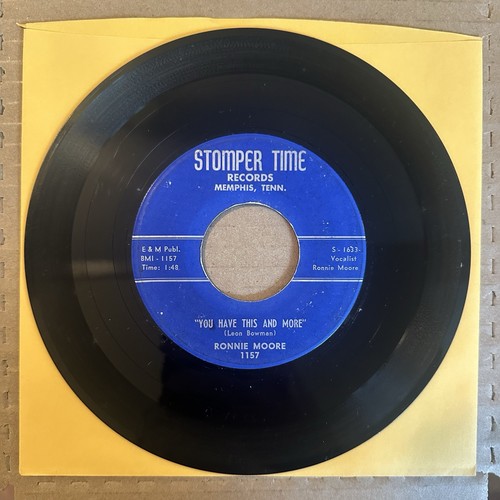 STOMPER TIME
RECORDS
MEMPHIS, TENN.
E & M Publ.
BMI - 1157
Time: 1:48
S - 1633-
Vocalist
Ronnie Moore
"YOU HAVE THIS AND MORE"
(Leon Bowman)
RONNIE MOORE
1157